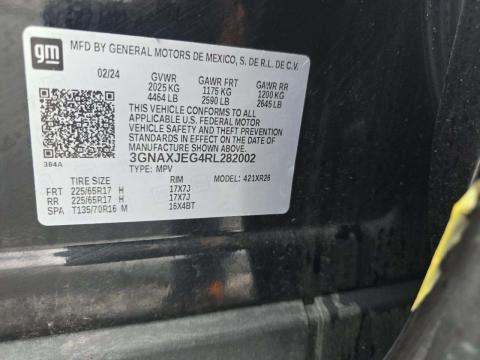 gm
MFD BY GENERAL MOTORS DE MEXICO, S. DE R.L. DE C.V.
02/24 GVWR GAWR FRT GAWR RR
2025 KG 1175 KG 1200 KG
4464 LB 2590 LB 2645 LB
THIS VEHICLE CONFORMS TO ALL
APPLICABLE U.S. FEDERAL MOTOR
VEHICLE SAFETY AND THEFT PREVENTION
STANDARDS IN EFFECT ON THE DATE OF
MANUFACTURE SHOWN ABOVE.
3GNAXJEG4RL282002
364A TYPE: MPV MODEL: 421XR26
TIRE SIZE RIM
FRT 225/65R17 H 17X7J
RR 225/65R17 H 17X7J
SPA T135/70R16 M 16X4BT